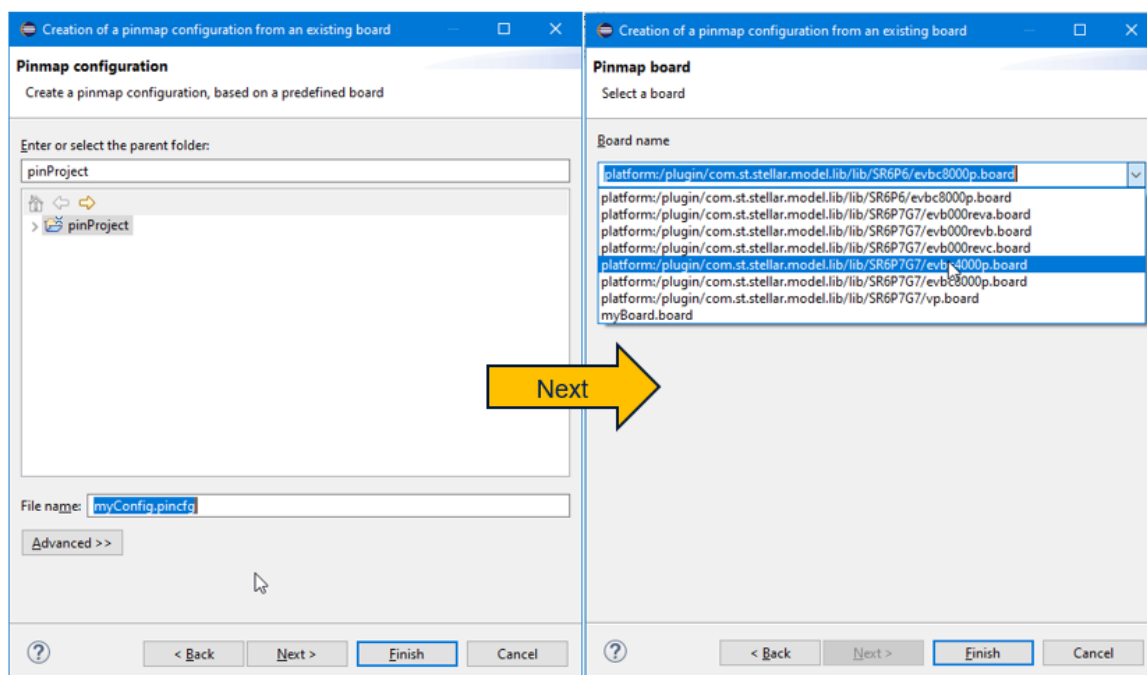 Creation of a pinmap configuration from an existing board
Pinmap configuration
Create a pinmap configuration, based on a predefined board
Enter or select the parent folder:
pinProject
pinProject
File name: myConfig.pincfg
Advanced >>
? < Back Next > Finish Cancel
Next
Creation of a pinmap configuration from an existing board
Pinmap board
Select a board
Board name
platform:/plugin/com.st.stellar.model.lib/lib/SR6P6/evbc8000p.board
platform:/plugin/com.st.stellar.model.lib/lib/SR6P6/evbc8000p.board
platform:/plugin/com.st.stellar.model.lib/lib/SR6P7G7/evb000reva.board
platform:/plugin/com.st.stellar.model.lib/lib/SR6P7G7/evb000revb.board
platform:/plugin/com.st.stellar.model.lib/lib/SR6P7G7/evb000revc.board
platform:/plugin/com.st.stellar.model.lib/lib/SR6P7G7/evbc4000p.board
platform:/plugin/com.st.stellar.model.lib/lib/SR6P7G7/evbc8000p.board
platform:/plugin/com.st.stellar.model.lib/lib/SR6P7G7/vp.board
myBoard.board
? < Back Next > Finish Cancel